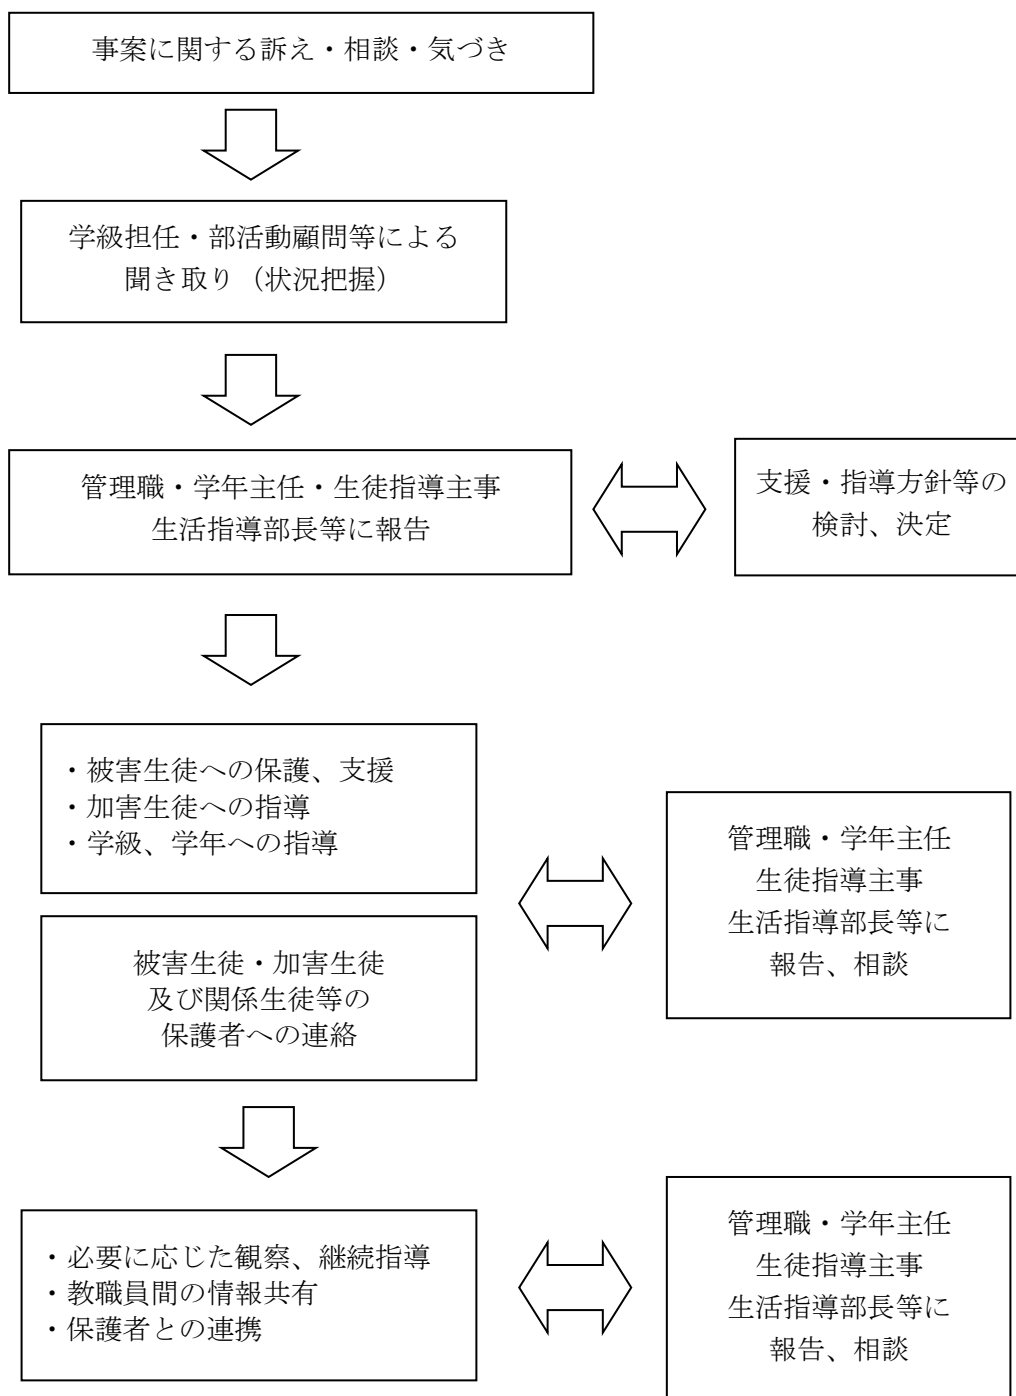 事案に関する訴え・相談・気づき
学級担任・部活動顧問等による
聞き取り（状況把握）
管理職・学年主任・生徒指導主事
生活指導部長等に報告
支援・指導方針等の
検討、決定
・被害生徒への保護、支援
・加害生徒への指導
・学級、学年への指導
管理職・学年主任
生徒指導主事
生活指導部長等に
報告、相談
被害生徒・加害生徒
及び関係生徒等の
保護者への連絡
・必要に応じた観察、継続指導
・教職員間の情報共有
・保護者との連携
管理職・学年主任
生徒指導主事
生活指導部長等に
報告、相談